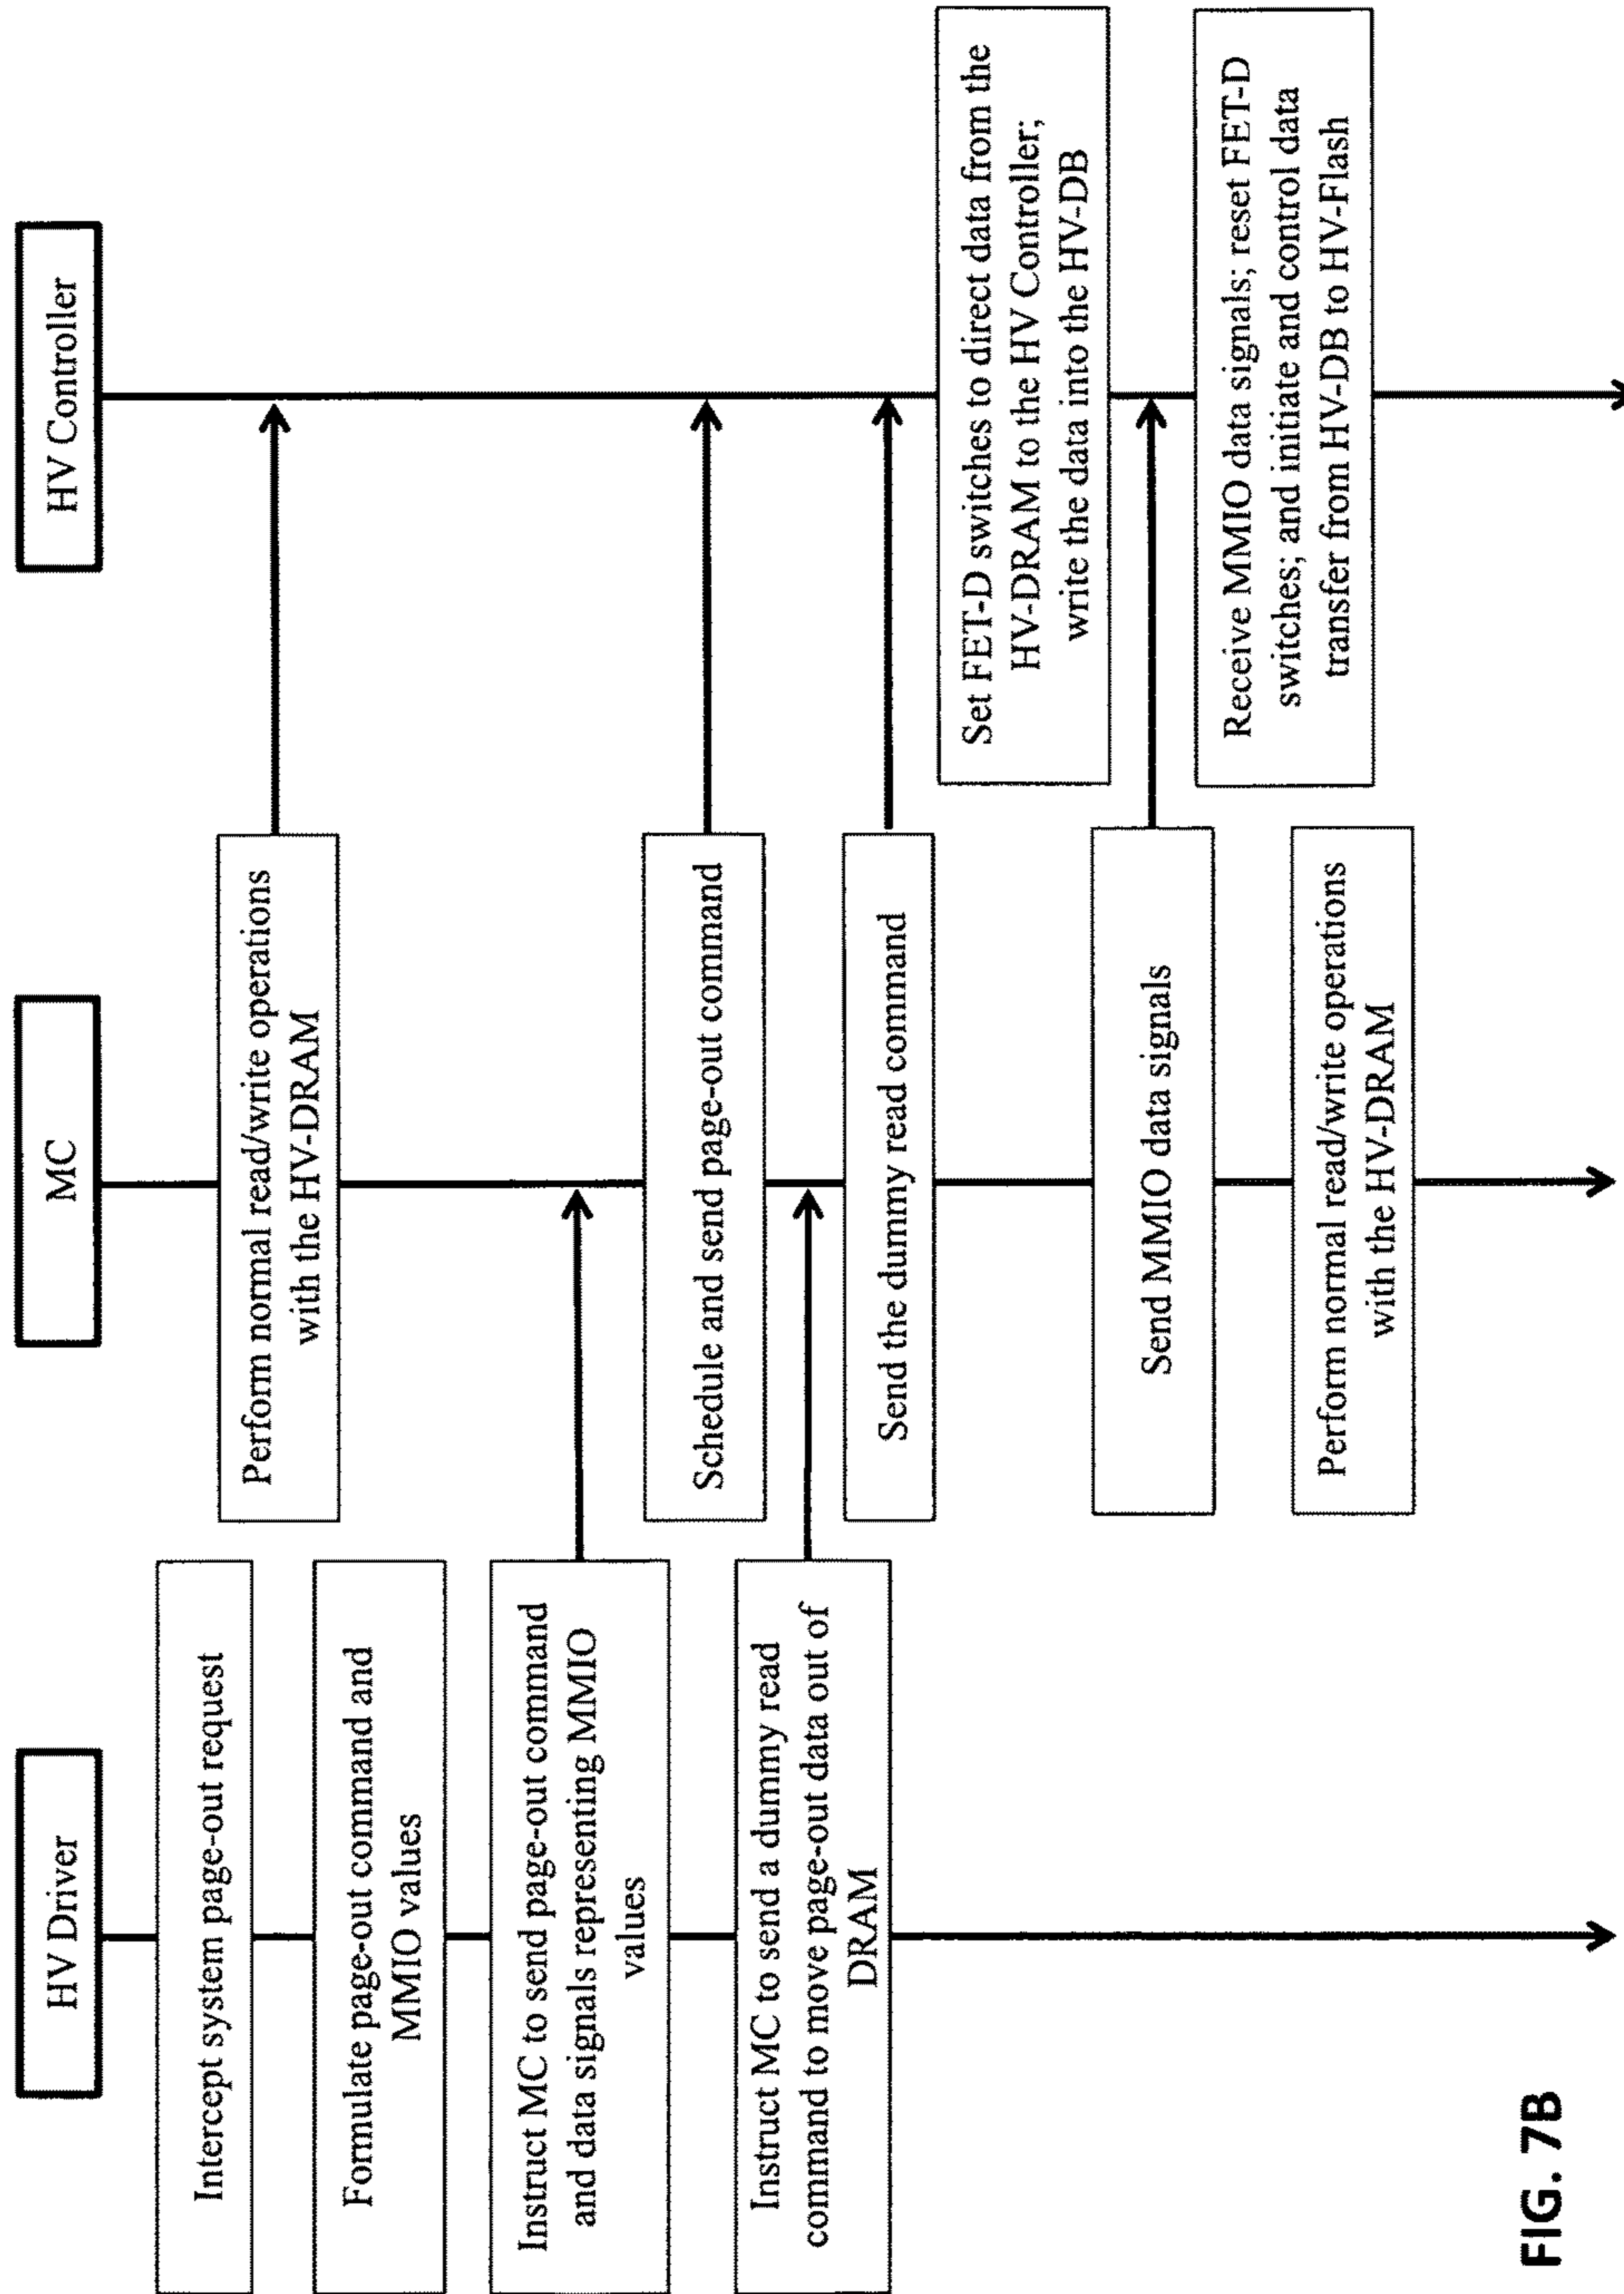 HV Driver
Intercept system page-out request
Formulate page-out command and
MMIO values
Instruct MC to send page-out command
and data signals representing MMIO
values
Instruct MC to send a dummy read
command to move page-out data out of
DRAM
MC
Perform normal read/write operations
with the HV-DRAM
Schedule and send page-out command
Send the dummy read command
Send MMIO data signals
Perform normal read/write operations
with the HV-DRAM
HV Controller
Set FET-D switches to direct data from the
HV-DRAM to the HV Controller;
write the data into the HV-DB
Receive MMIO data signals; reset FET-D
switches; and initiate and control data
transfer from HV-DB to HV-Flash
FIG. 7B